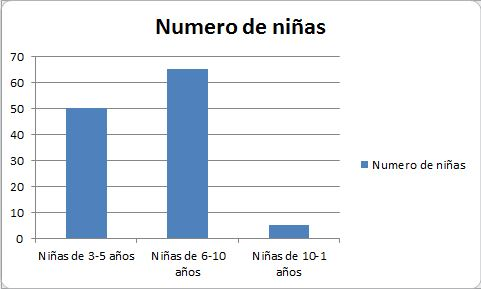 Numero de niñas
70
60
50
40
30
20
10
0
Niñas de 3-5 años
Niñas de 6-10
años
Niñas de 10-1
años
Numero de niñas